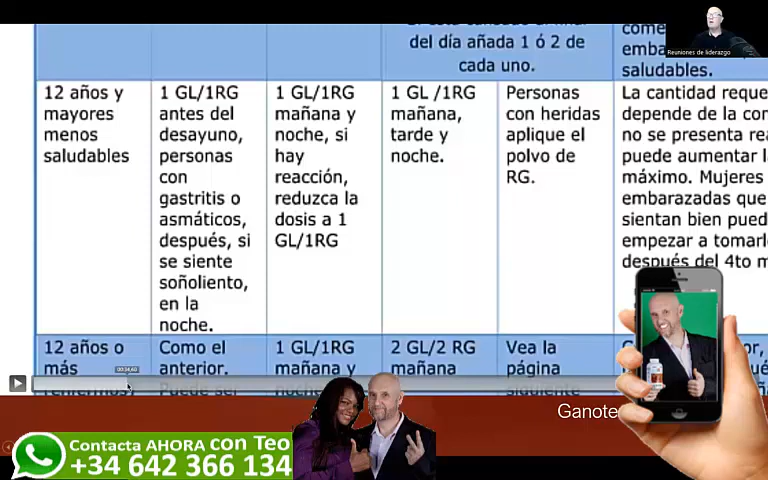 del día añada 1 ó 2 de
cada uno.
embarazadas
saludables.
Reuniones de liderazgo
12 años y
mayores
menos
saludables
1 GL/1RG
antes del
desayuno,
personas
con
gastritis o
asmáticos,
después, si
se siente
soñoliento,
en la
noche.
1 GL/1RG
mañana y
noche, si
hay
reacción,
reduzca la
dosis a 1
GL/1RG
1 GL /1RG
mañana,
tarde y
noche.
Personas
con heridas
aplique el
polvo de
RG.
La cantidad reque
depende de la con
no se presenta rea
puede aumentar la
máximo. Mujeres
embarazadas que
sientan bien pued
empezar a tomarl
después del 4to m
12 años o
más
Como el
anterior.
Puede ser
1 GL/1RG
mañana y
2 GL/2 RG
mañana
Vea la
página
siguiente
Ganote
Contacta AHORA con Teo
+34 642 366 134